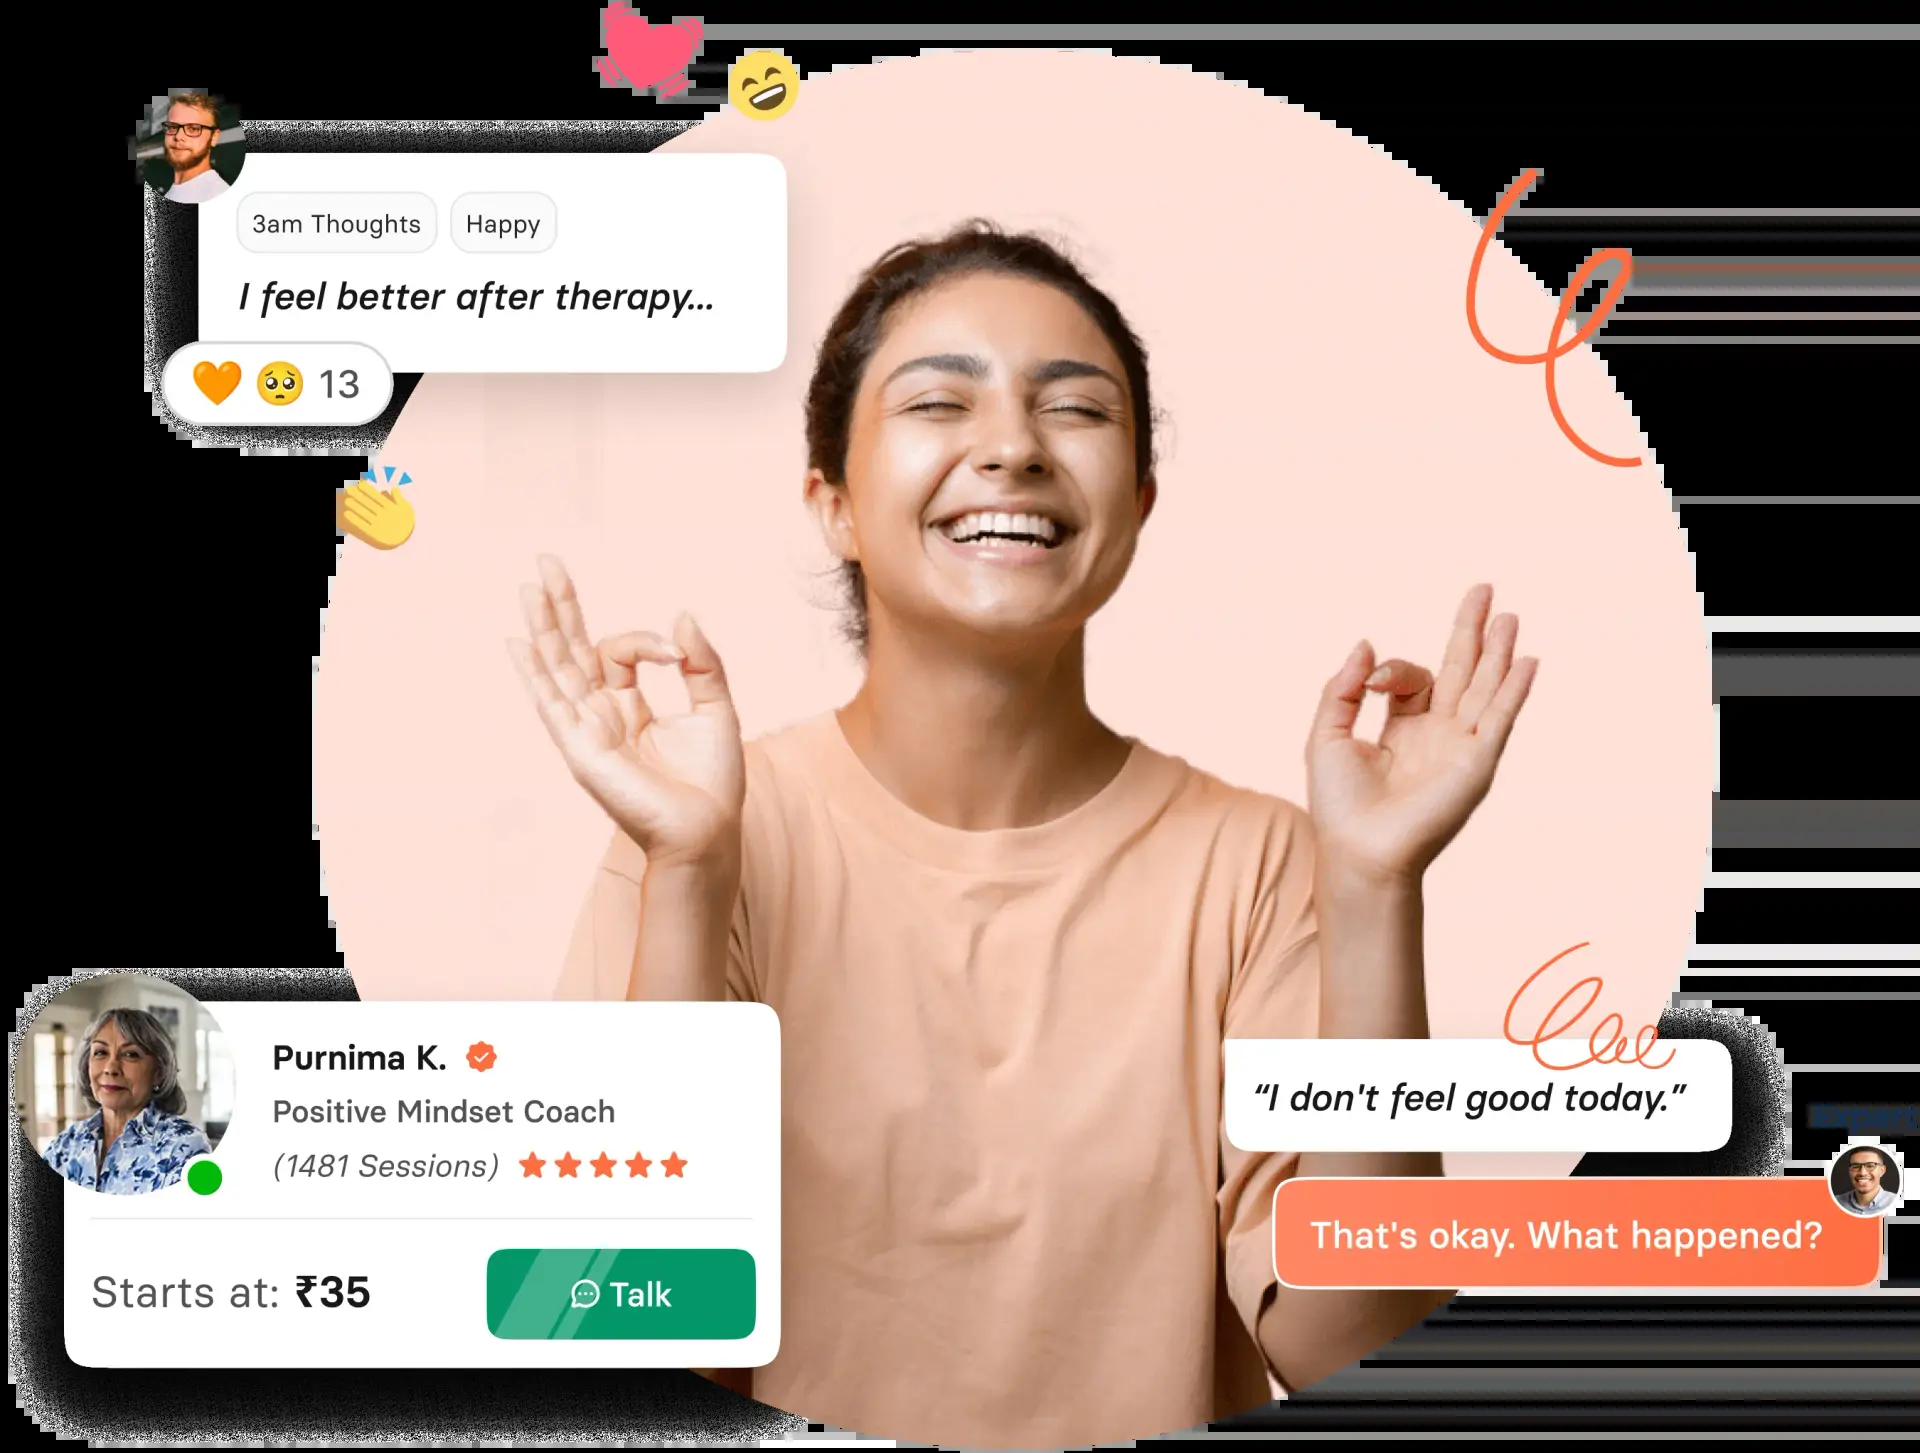 3am Thoughts Happy
I feel better after therapy...
13
Purnima K.
Positive Mindset Coach
(1481 Sessions)
Starts at: ₹35
Talk
“I don't feel good today.”
Expert
That's okay. What happened?